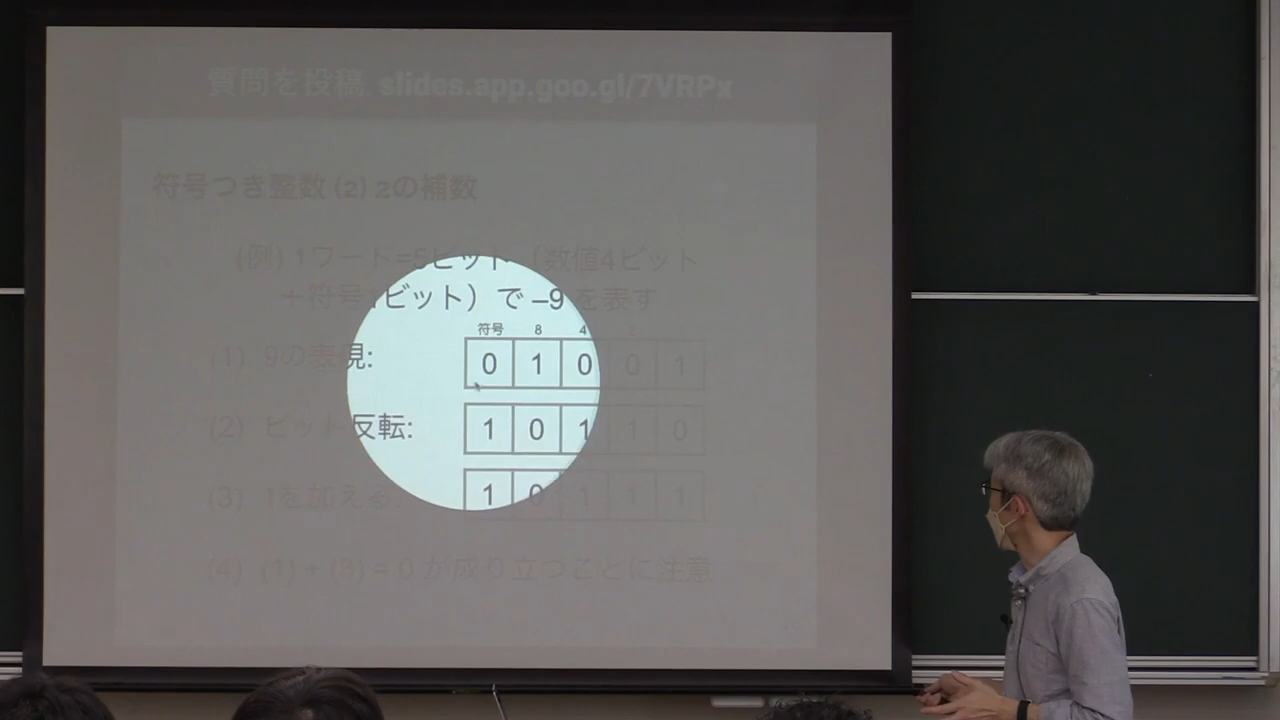 質問を投稿 slides.app.goo.gl/7VRPx
符号つき整数 (2) 2の補数
(例) 1ワード=5ビット（数値4ビット
＋符号1ビット）で –9 を表す
符号 8 4
(1) 9の表現: 0 1 0 0 1
(2) ビット反転: 1 0 1 1 0
(3) 1を加える 1 0 1 1 1
(4) (1) + (3) = 0 が成り立つことに注意